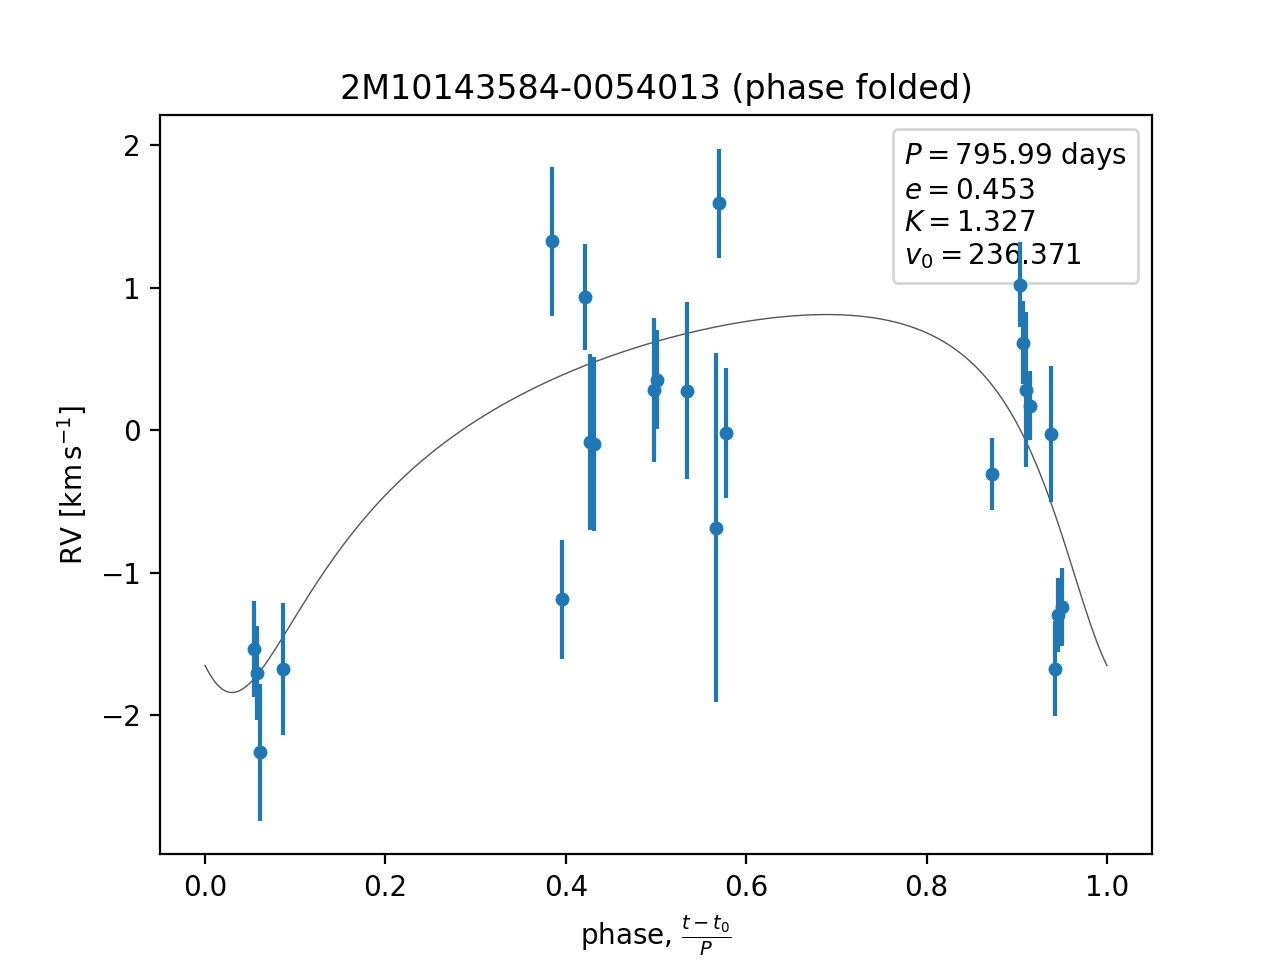 2M10143584-0054013 (phase folded)
P = 795.99 days
e = 0.453
K = 1.327
v₀ = 236.371
2
1
0
−1
−2
RV [km s⁻¹]
0.0 0.2 0.4 0.6 0.8 1.0
phase, (t − t₀)/P